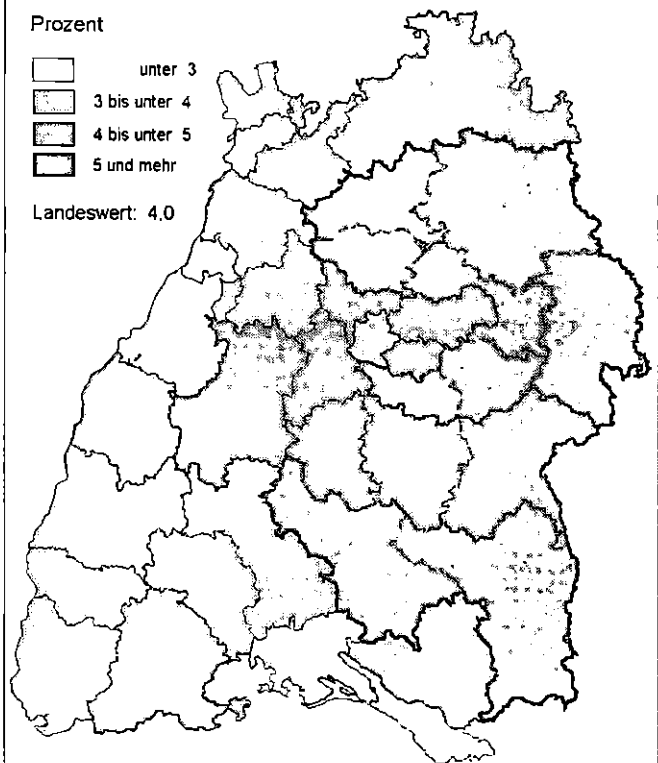 Prozent
unter 3
3 bis unter 4
4 bis unter 5
5 und mehr
Landeswert: 4.0